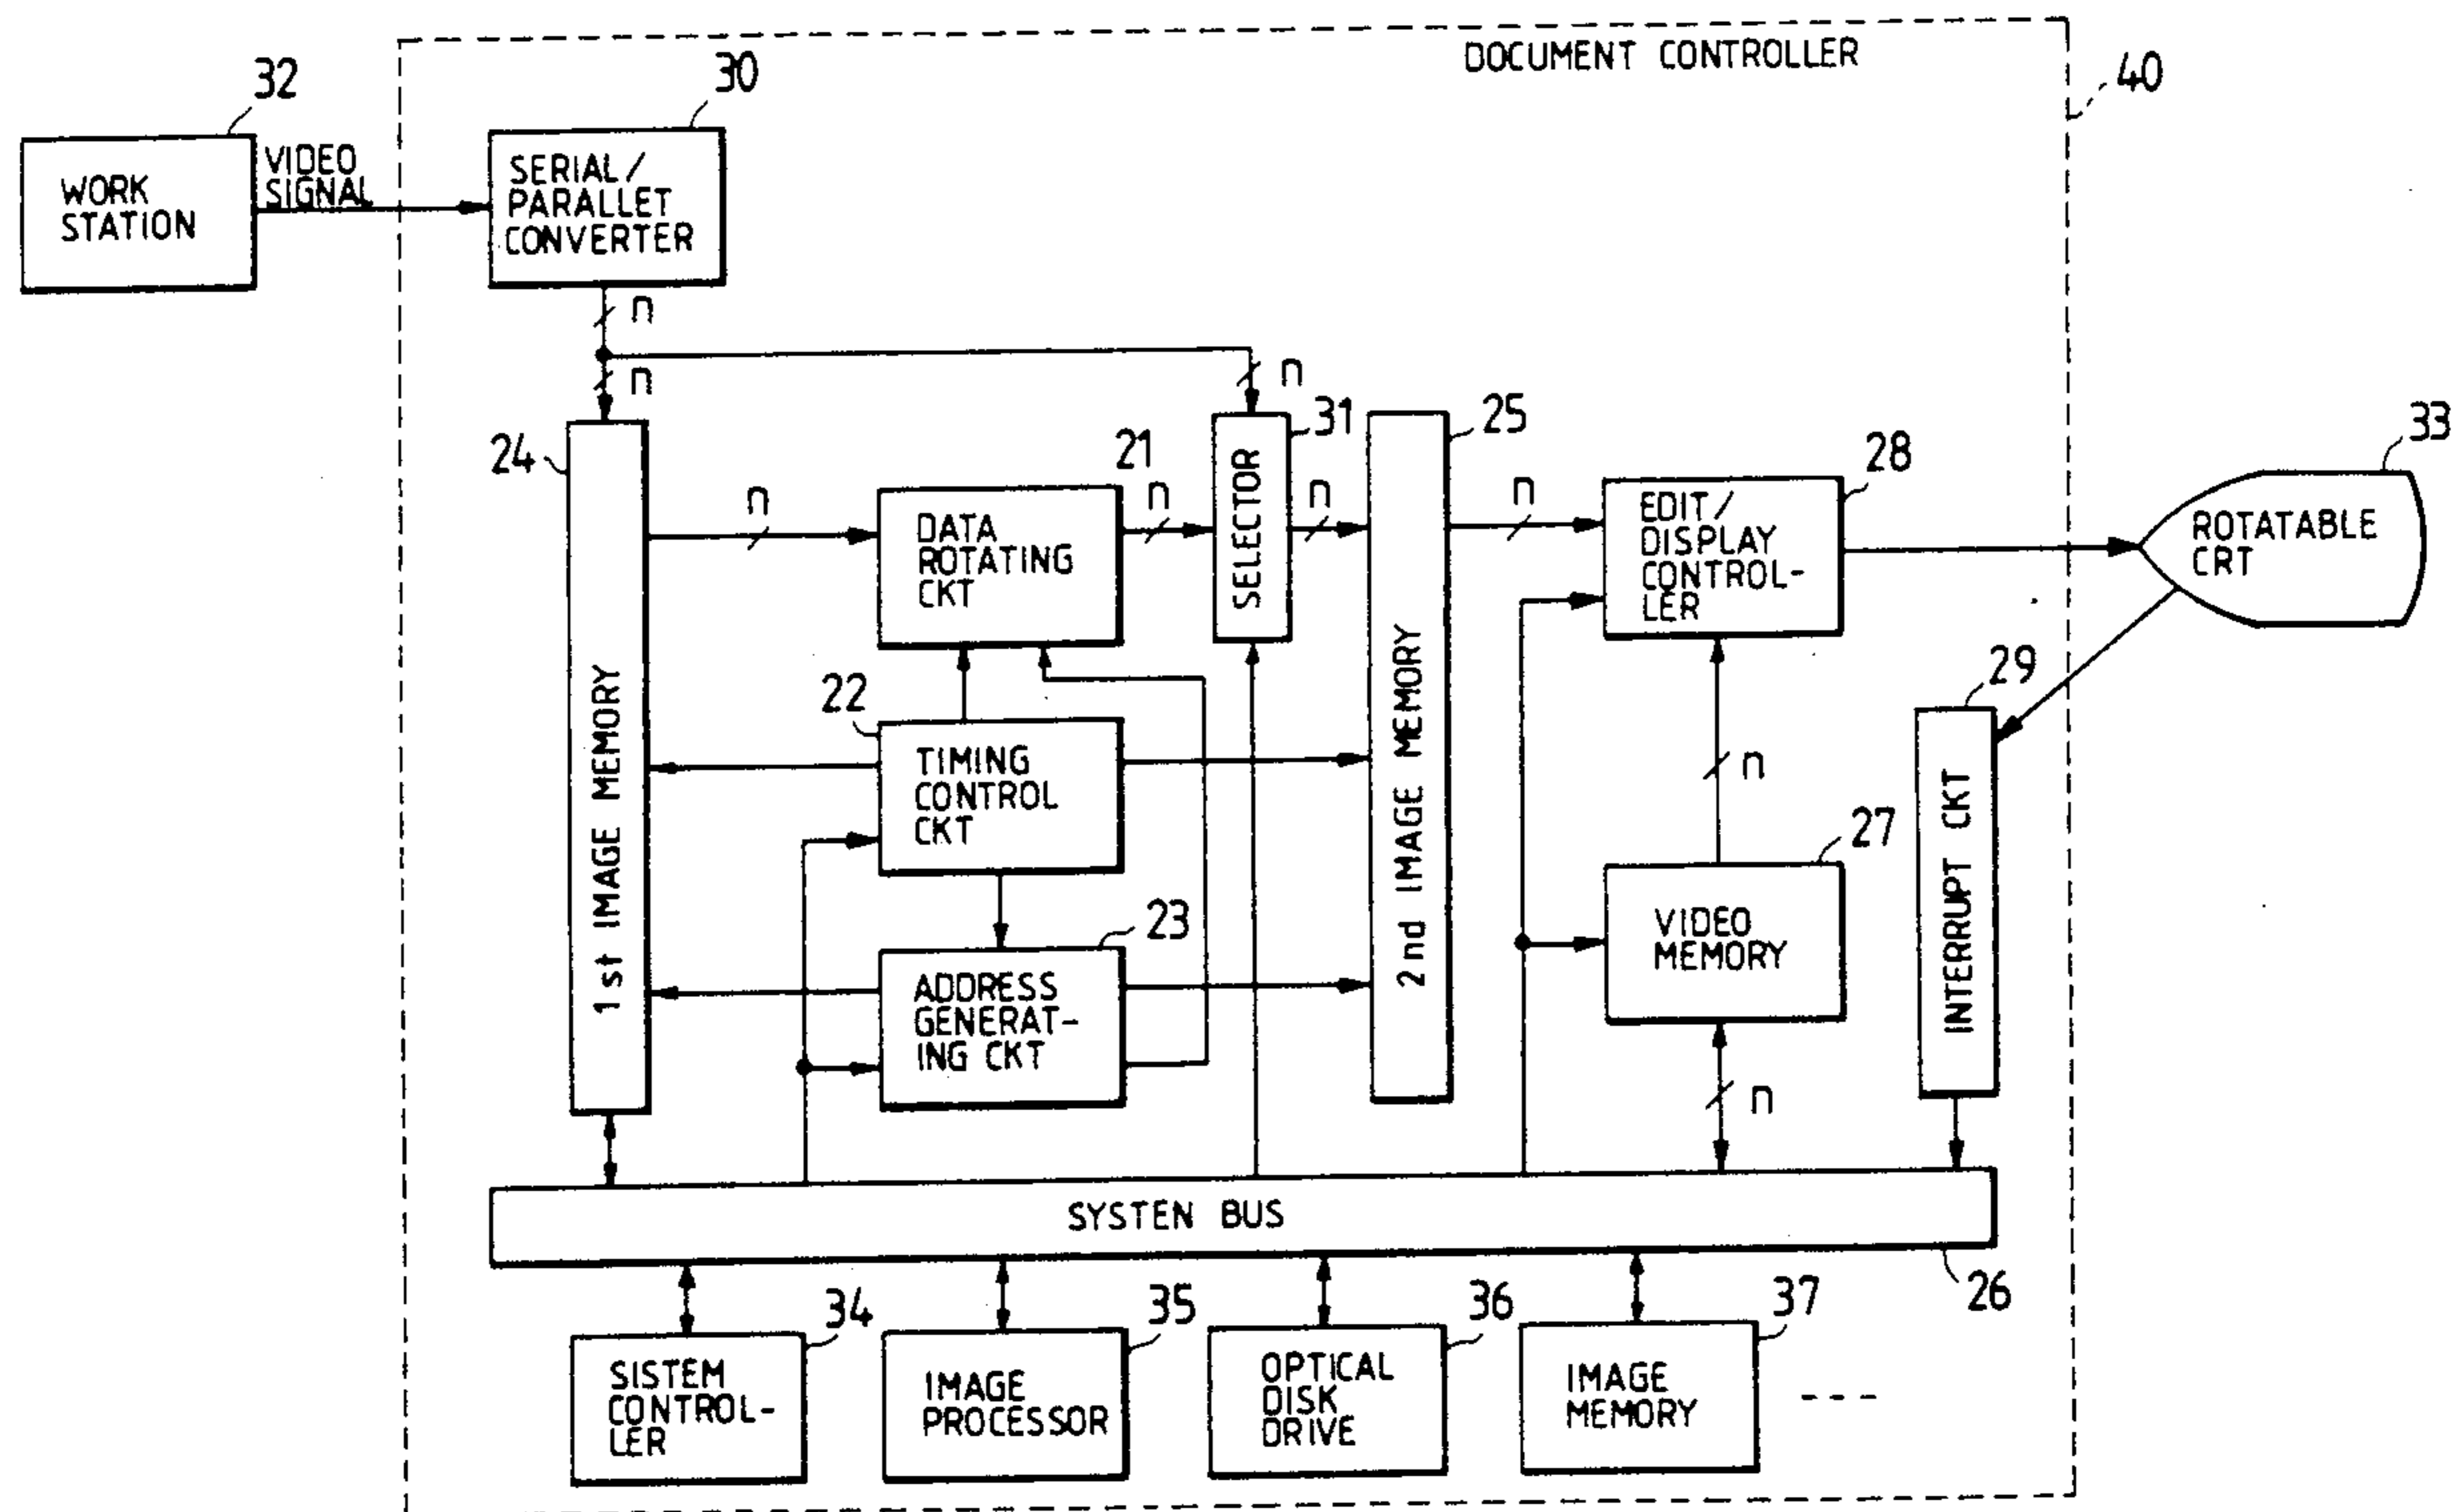 DOCUMENT CONTROLLER
40
32
30
WORK
STATION
VIDEO
SIGNAL
SERIAL/
PARALLET
CONVERTER
n
n
n
24
1st IMAGE MEMORY
n
21
DATA
ROTATING
CKT
n
31
SELECTOR
n
25
2nd IMAGE MEMORY
n
28
EDIT/
DISPLAY
CONTROL-
LER
33
ROTATABLE
CRT
22
TIMING
CONTROL
CKT
23
ADDRESS
GENERAT-
ING CKT
n
27
VIDEO
MEMORY
n
29
INTERRUPT CKT
SYSTEN BUS
26
34
SISTEM
CONTROL-
LER
35
IMAGE
PROCESSOR
36
OPTICAL
DISK
DRIVE
37
IMAGE
MEMORY
---